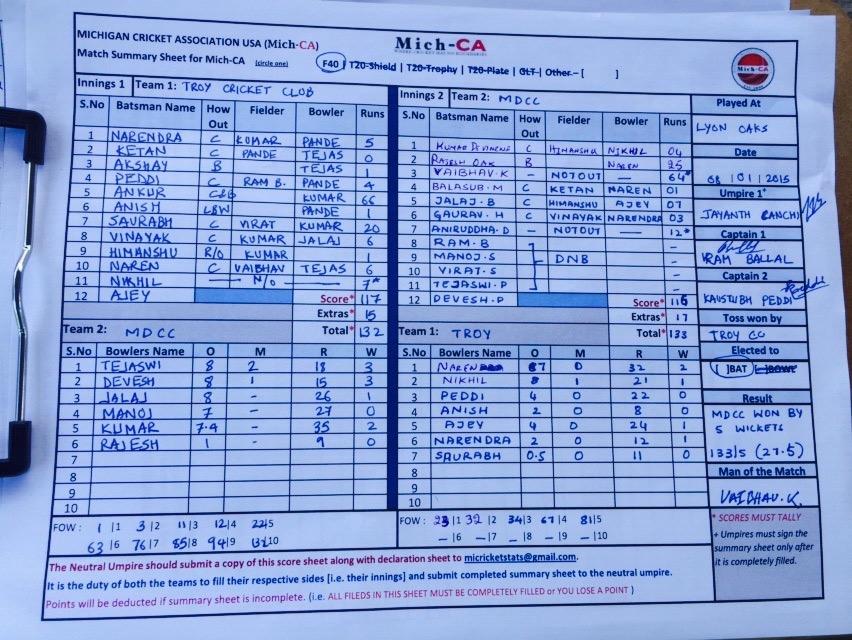 MICHIGAN CRICKET ASSOCIATION USA (Mich-CA)
Mich-CA
Match Summary Sheet for Mich-CA (circle one) F40 | T20-Shield | T20-Trophy | T20-Plate | GLT | Other - [ ]
Mich-CA
Innings 1 Team 1: TROY CRICKET CLUB
S.No Batsman Name How Out Fielder Bowler Runs
1 NARENDRA C KUMAR PANDE 5
2 KETAN C PANDE TEJAS 0
3 AKSHAY B TEJAS 1
4 PEDDI C RAM B. PANDE 4
5 ANKUR C&B KUMAR 66
6 ANISH LBW PANDE 1
7 SAURABH C VIRAT KUMAR 20
8 VINAYAK C KUMAR JALAJ 6
9 HIMANSHU R/O KUMAR 1
10 NAREN C VAIBHAV TEJAS 6
11 NIKHIL — N/O — 7*
12 AJEY Score* 117
Extras* 15
Total* 132
Innings 2 Team 2: MDCC
S.No Batsman Name How Out Fielder Bowler Runs
1 KUMAR C HIMANSHU NIKHIL 04
2 RAJESH OAK B NAREN 25
3 VAIBHAV.K – NOTOUT – 64*
4 BALASUB.M C KETAN NAREN 01
5 JALAJ.B C HIMANSHU AJEY 07
6 GAURAV.H C VINAYAK NARENDRA 03
7 ANIRUDDHA.D – NOTOUT — 12*
8 RAM.B -
9 MANOJ.S DNB -
10 VIRAT.S -
11 TEJASWI.P -
12 DEVESH.P Score* 116
Extras* 17
Total* 133
Team 2: MDCC
S.No Bowlers Name O M R W
1 TEJASWI 8 2 18 3
2 DEVESH 8 1 15 3
3 JALAJ 8 - 26 1
4 MANOJ 7 - 27 0
5 KUMAR 7.4 - 35 2
6 RAJESH 1 - 9 0
7
8
9
10
FOW : 1 |1 3 |2 11|3 12|4 22|5
63 |6 76|7 85|8 94|9 |10
Team 1: TROY
S.No Bowlers Name O M R W
1 NAREN 7 0 32 2
2 NIKHIL 8 1 21 1
3 PEDDI 4 0 22 0
4 ANISH 2 0 8 0
5 AJEY 4 0 24 1
6 NARENDRA 2 0 12 1
7 SAURABH 0.5 0 11 0
8
9
10
FOW : 23 |1 32 |2 34|3 67|4 81|5
– |6 – |7 – |8 – |9 – |10
Played At
LYON OAKS
Date
08 | 01 | 2015
Umpire 1*
JAYANTH RANCHI
Captain 1
RAM BALLAL
Captain 2
KAUSTUBH PEDDI
Toss won by
TROY CC
Elected to
[ ]BAT [ ]BOWL
Result
MDCC WON BY
5 WICKETS
133/5 (27.5)
Man of the Match
VAIBHAV.K.
* SCORES MUST TALLY
+ Umpires must sign the
summary sheet only after
it is completely filled.
The Neutral Umpire should submit a copy of this score sheet along with declaration sheet to micricketstats@gmail.com.
It is the duty of both the teams to fill their respective sides [i.e. their innings] and submit completed summary sheet to the neutral umpire.
Points will be deducted if summary sheet is incomplete. (i.e. ALL FILEDS IN THIS SHEET MUST BE COMPLETELY FILLED or YOU LOSE A POINT )